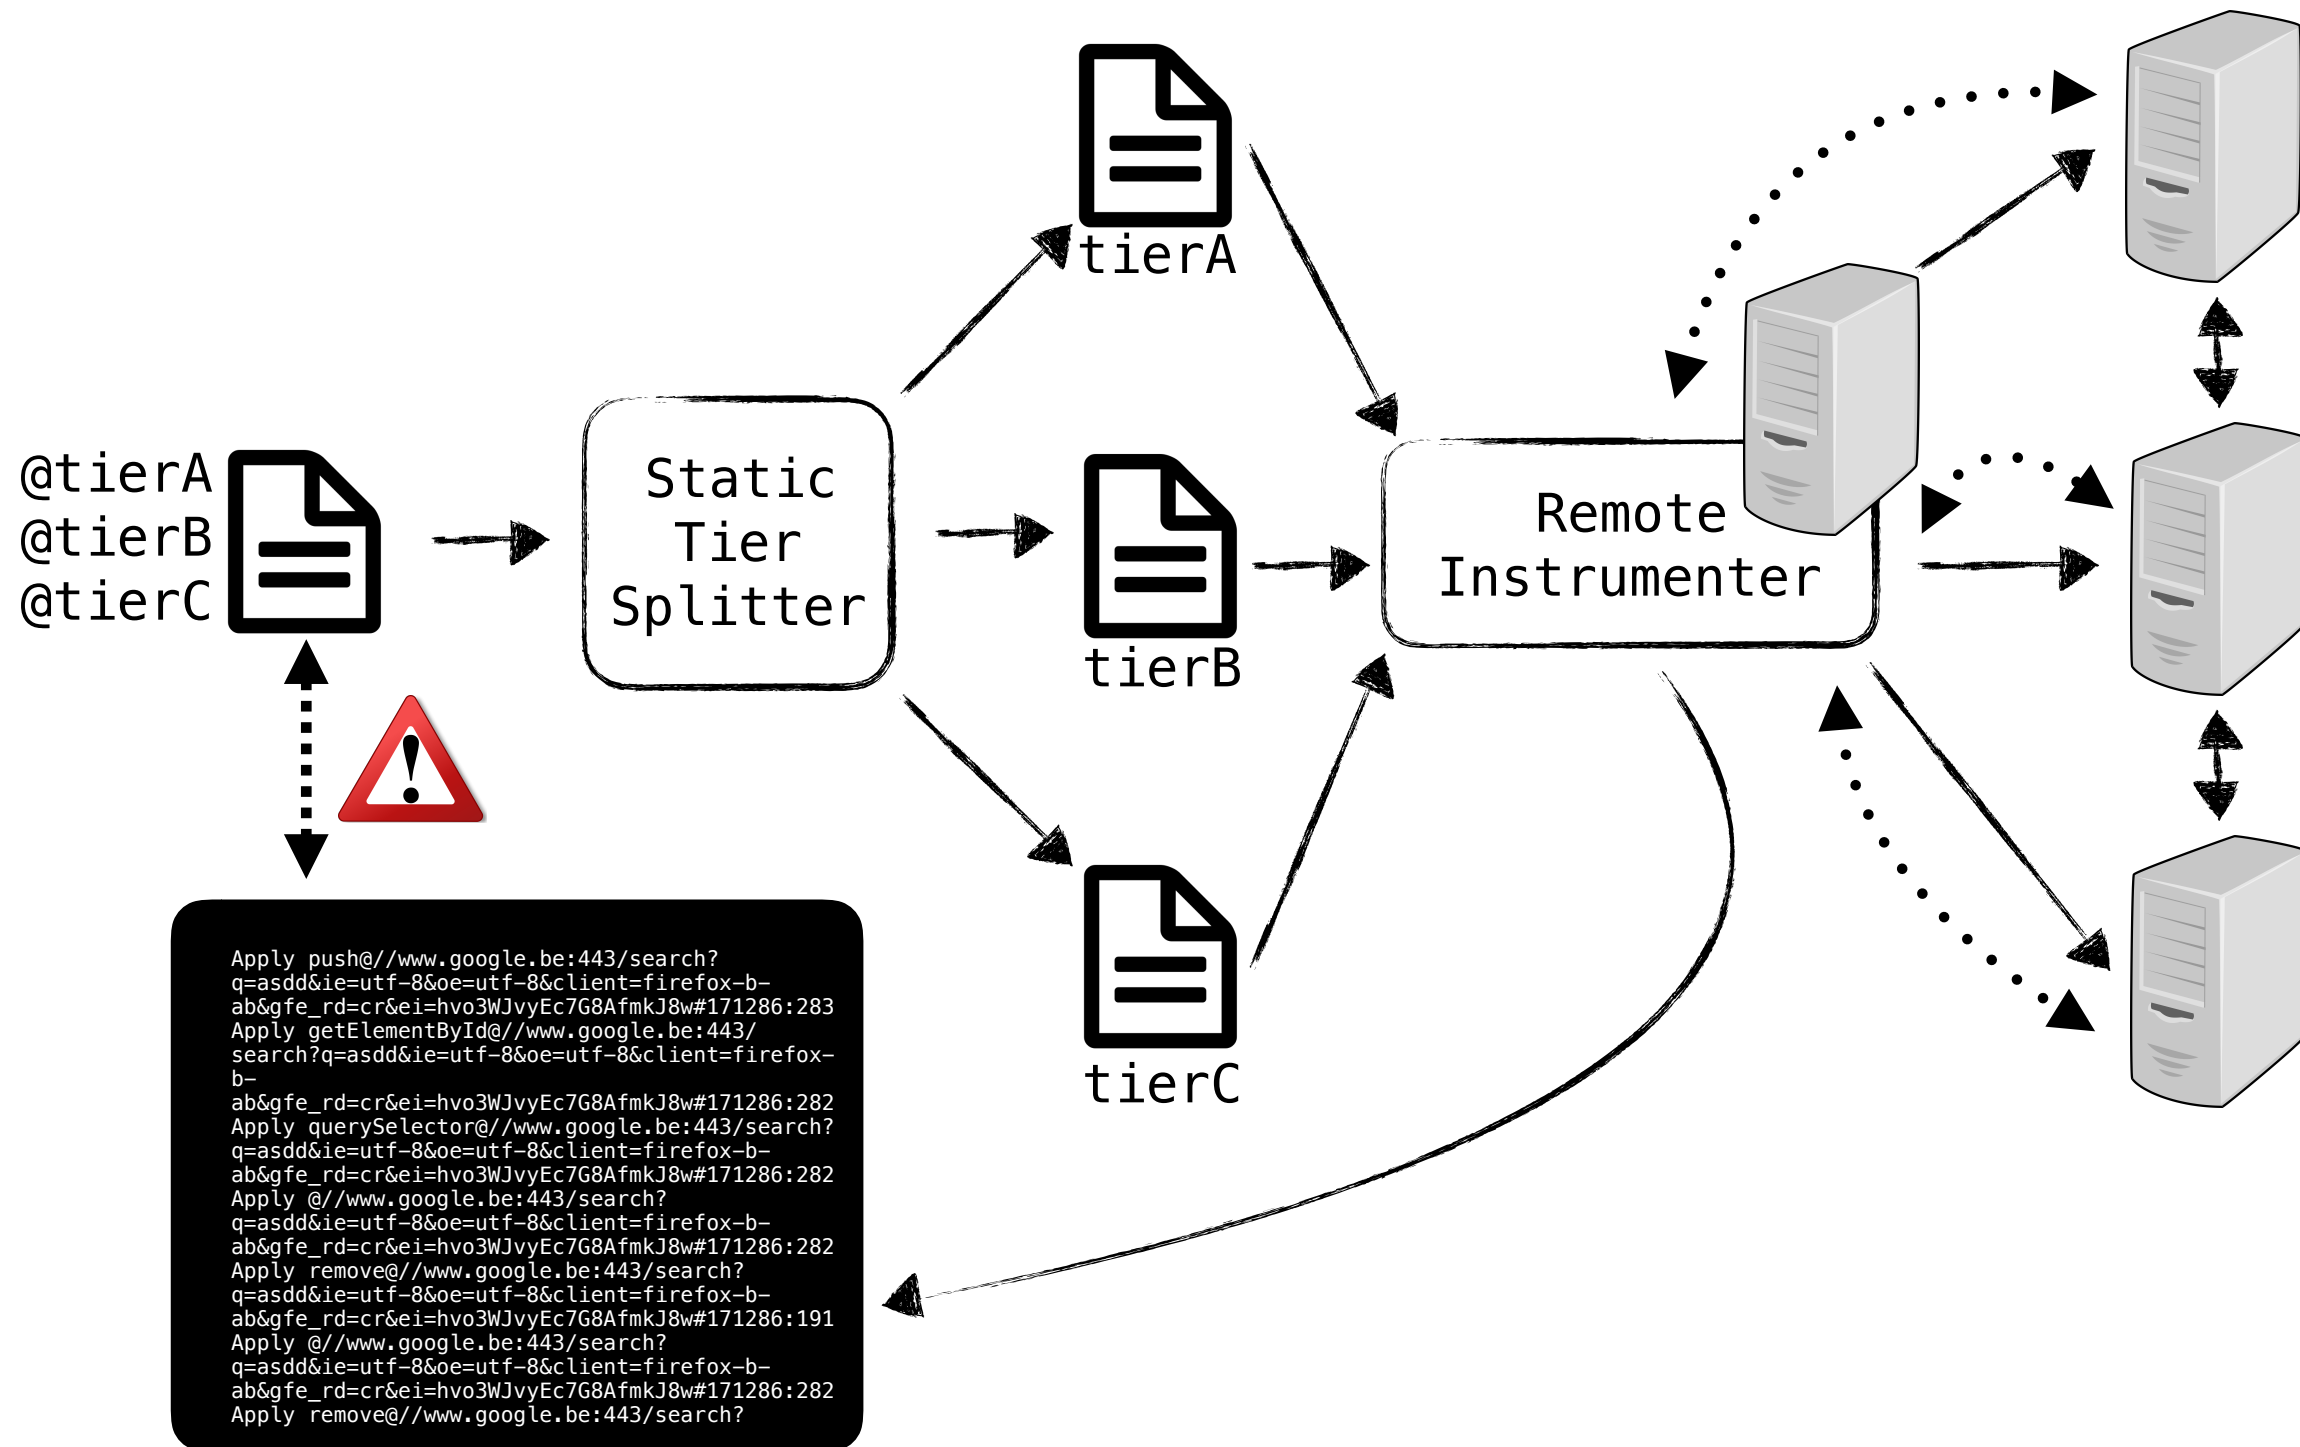 tierA
@tierA
@tierB
@tierC
Static
Tier
Splitter
tierB
Remote
Instrumenter
tierC
Apply push@//www.google.be:443/search?
q=asdd&ie=utf-8&oe=utf-8&client=firefox-b-
ab&gfe_rd=cr&ei=hvo3WJvyEc7G8AfmkJ8w#171286:283
Apply getElementById@//www.google.be:443/
search?q=asdd&ie=utf-8&oe=utf-8&client=firefox-
b-
ab&gfe_rd=cr&ei=hvo3WJvyEc7G8AfmkJ8w#171286:282
Apply querySelector@//www.google.be:443/search?
q=asdd&ie=utf-8&oe=utf-8&client=firefox-b-
ab&gfe_rd=cr&ei=hvo3WJvyEc7G8AfmkJ8w#171286:282
Apply @//www.google.be:443/search?
q=asdd&ie=utf-8&oe=utf-8&client=firefox-b-
ab&gfe_rd=cr&ei=hvo3WJvyEc7G8AfmkJ8w#171286:282
Apply remove@//www.google.be:443/search?
q=asdd&ie=utf-8&oe=utf-8&client=firefox-b-
ab&gfe_rd=cr&ei=hvo3WJvyEc7G8AfmkJ8w#171286:191
Apply @//www.google.be:443/search?
q=asdd&ie=utf-8&oe=utf-8&client=firefox-b-
ab&gfe_rd=cr&ei=hvo3WJvyEc7G8AfmkJ8w#171286:282
Apply remove@//www.google.be:443/search?